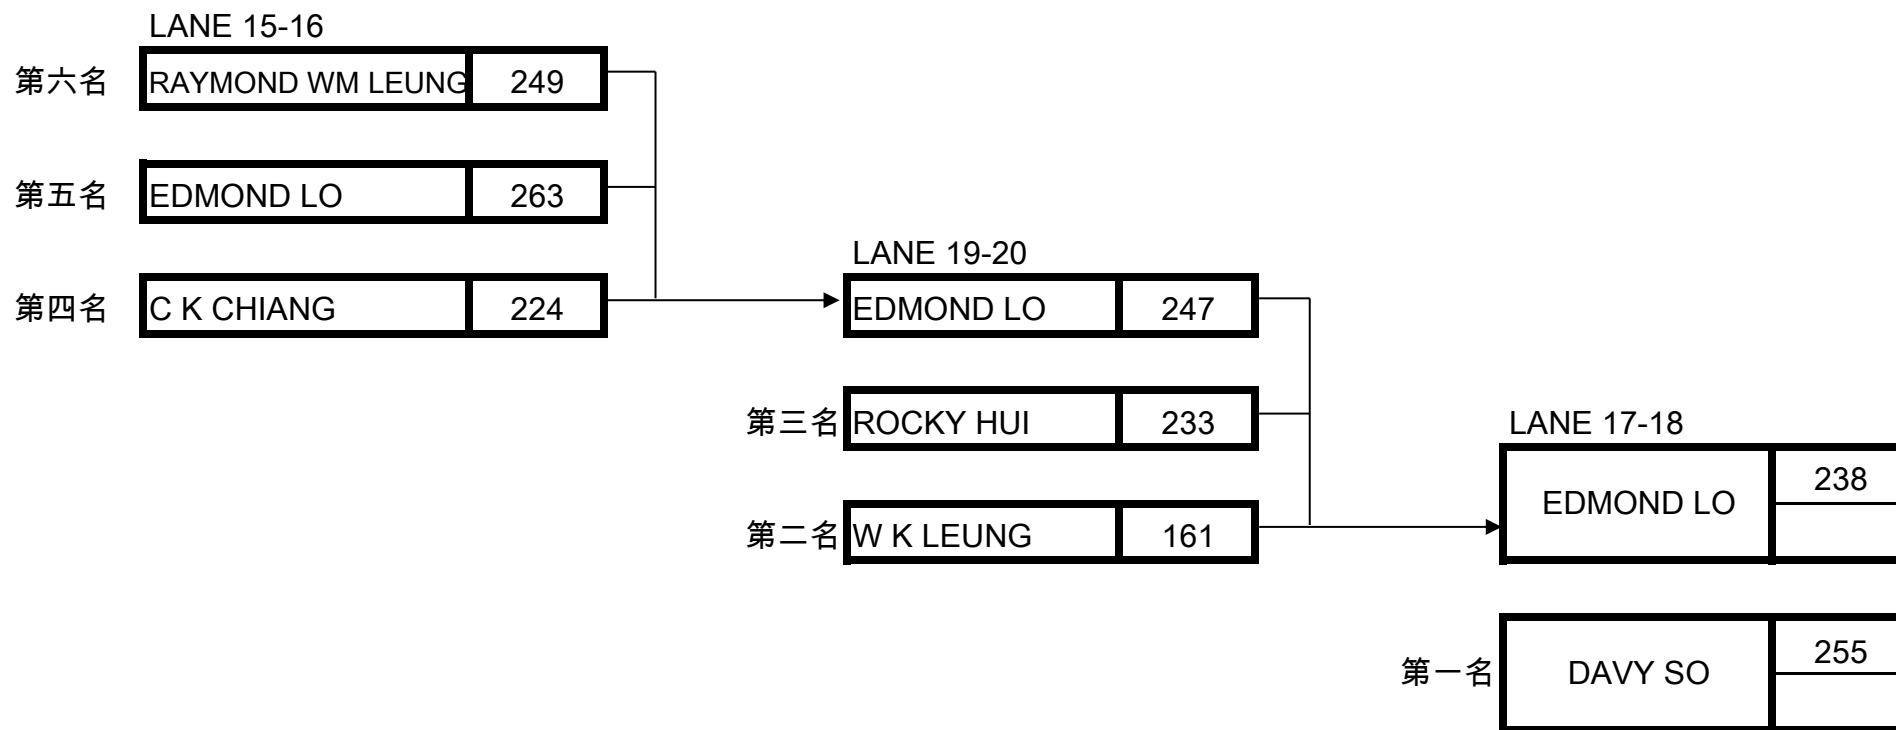 LANE 15-16
第六名 RAYMOND WM LEUNG 249
第五名 EDMOND LO 263
第四名 C K CHIANG 224
LANE 19-20
EDMOND LO 247
第三名 ROCKY HUI 233
第二名 W K LEUNG 161
LANE 17-18
EDMOND LO 238
第一名 DAVY SO 255